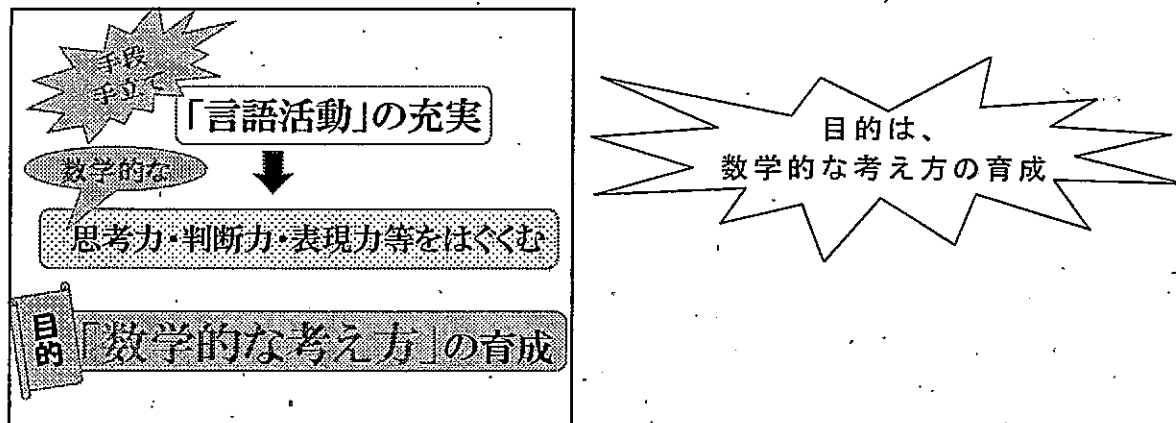 手段
手立て
「言語活動」の充実
数学的な
思考力・判断力・表現力等をはぐくむ
目的
「数学的な考え方」の育成
目的は、
数学的な考え方の育成